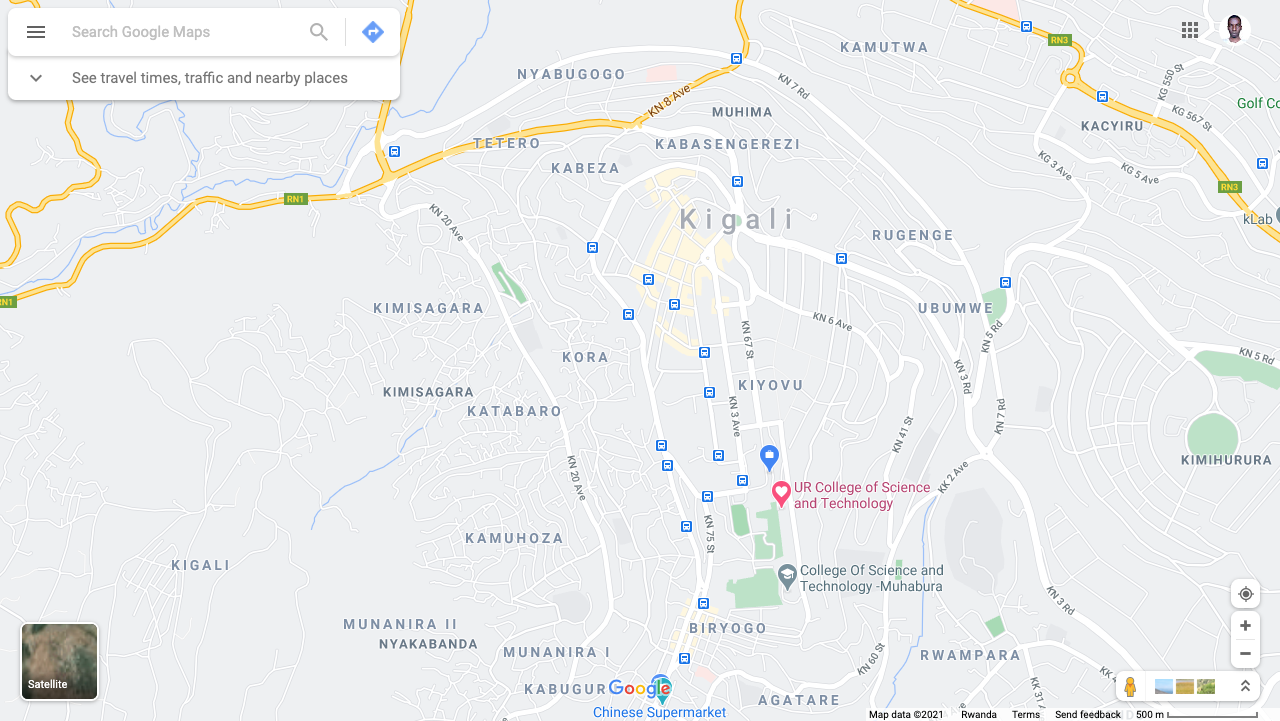 Search Google Maps
See travel times, traffic and nearby places
NYABUGOGO
KAMUTWA
RN3
KN 7 Rd
KG 550 St
KN 8 Ave
MUHIMA
Golf Co
KG 567 St
KACYIRU
TETERO
KABASENGEREZI
KABEZA
KG 3 Ave
KG 5 Ave
RN3
RN1
KN 20 Ave
Kigali
kLab
RUGENGE
RN1
KIMISAGARA
UBUMWE
KN 6 Ave
KN 5 Rd
KN 67 St
KORA
KN 5 Rd
KN 3 Rd
KIYOVU
KIMISAGARA
KATABARO
KN 3 Ave
KN 7 Rd
KN 41 St
KIMIHURURA
KN 20 Ave
KK 2 Ave
UR College of Science
and Technology
KN 75 St
KAMUHOZA
KIGALI
College Of Science and
Technology -Muhabura
KN 3 Rd
MUNANIRA II
BIRYOGO
NYAKABANDA
MUNANIRA I
KN 60 St
RWAMPARA
Satellite
KABUGUR
Google
AGATARE
KK 31
Chinese Supermarket
Map data ©2021
Rwanda
Terms
Send feedback
500 m